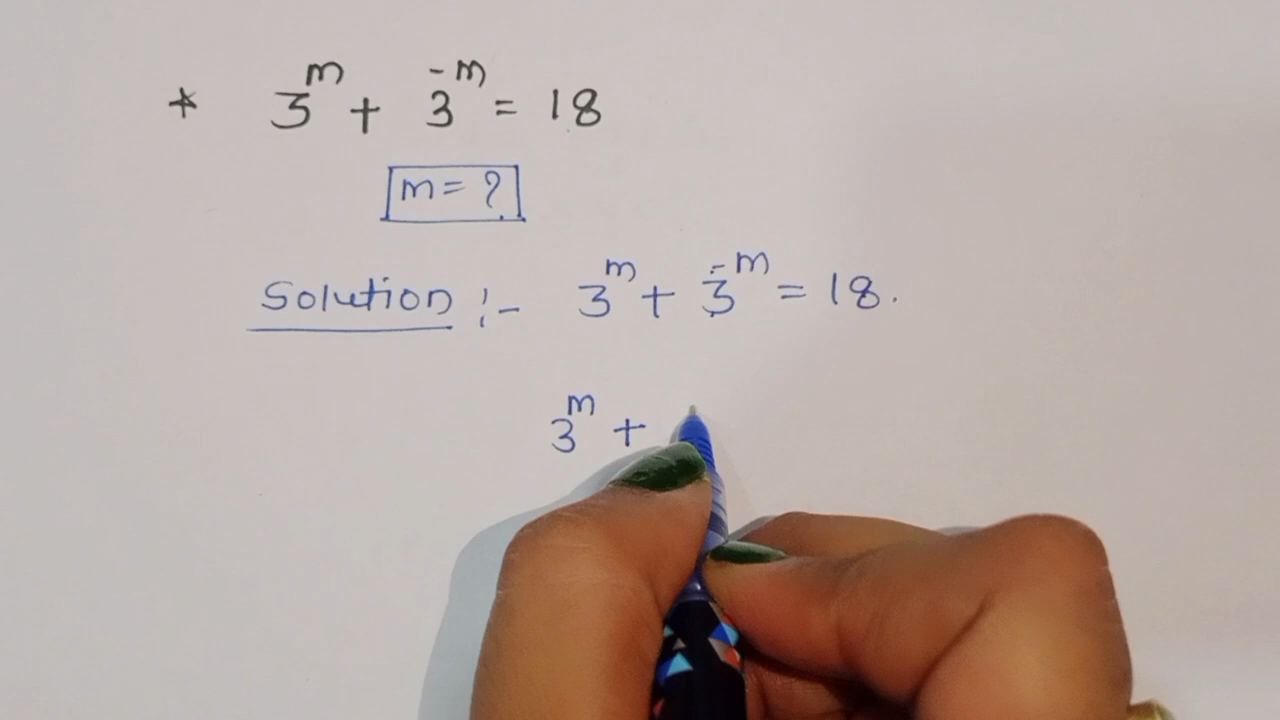 * 3^m + 3^-m = 18
m = ?
Solution :- 3^m + 3^-m = 18.
3^m +